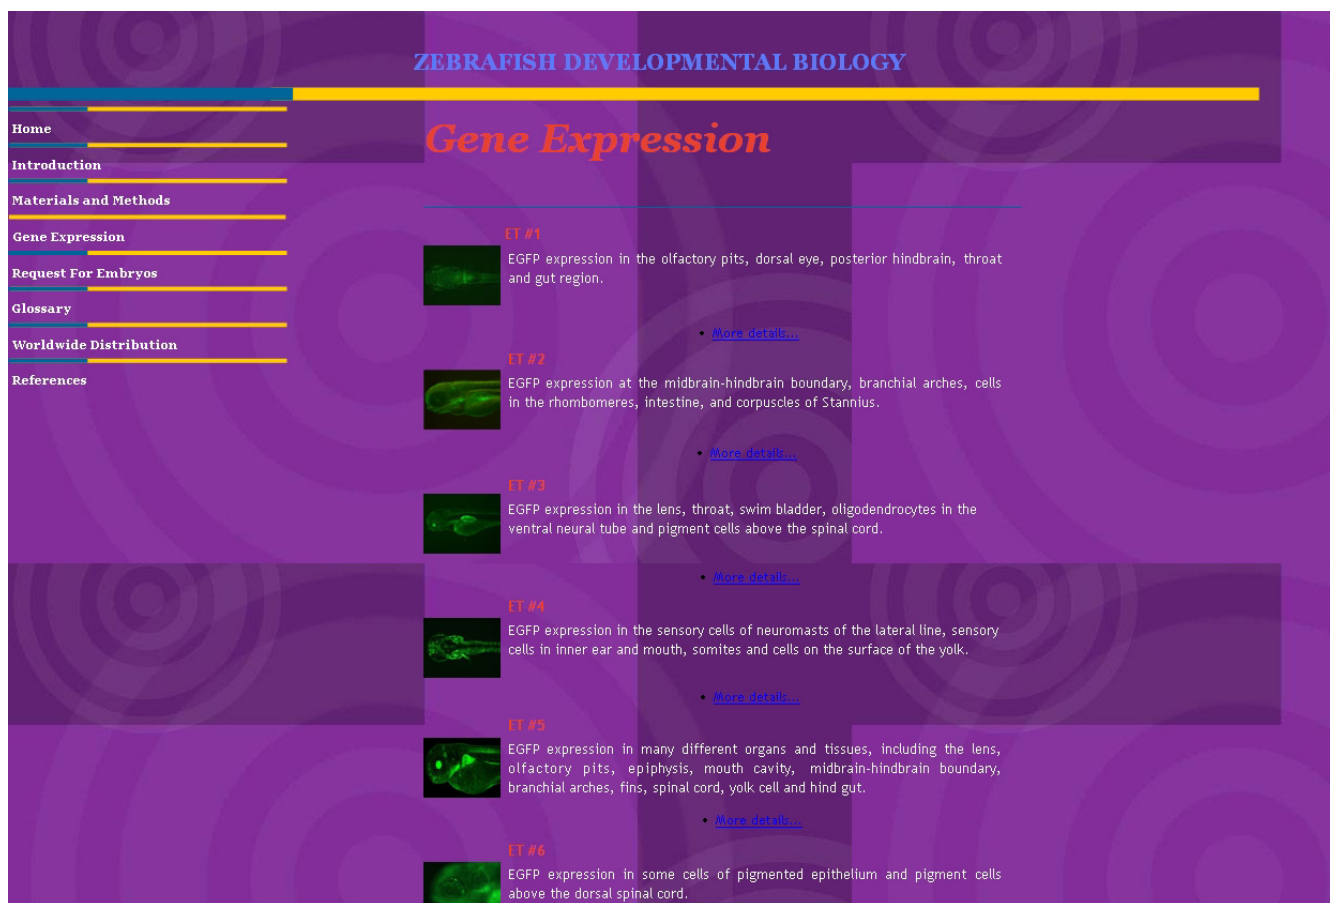 ZEBRAFISH DEVELOPMENTAL BIOLOGY
Home
Introduction
Materials and Methods
Gene Expression
Request For Embryos
Glossary
Worldwide Distribution
References
Gene Expression
ET #1
EGFP expression in the olfactory pits, dorsal eye, posterior hindbrain, throat
and gut region.
• More details...
ET #2
EGFP expression at the midbrain-hindbrain boundary, branchial arches, cells
in the rhombomeres, intestine, and corpuscles of Stannius.
• More details...
ET #3
EGFP expression in the lens, throat, swim bladder, oligodendrocytes in the
ventral neural tube and pigment cells above the spinal cord.
• More details...
ET #4
EGFP expression in the sensory cells of neuromasts of the lateral line, sensory
cells in inner ear and mouth, somites and cells on the surface of the yolk.
• More details...
ET #5
EGFP expression in many different organs and tissues, including the lens,
olfactory pits, epiphysis, mouth cavity, midbrain-hindbrain boundary,
branchial arches, fins, spinal cord, yolk cell and hind gut.
• More details...
ET #6
EGFP expression in some cells of pigmented epithelium and pigment cells
above the dorsal spinal cord.